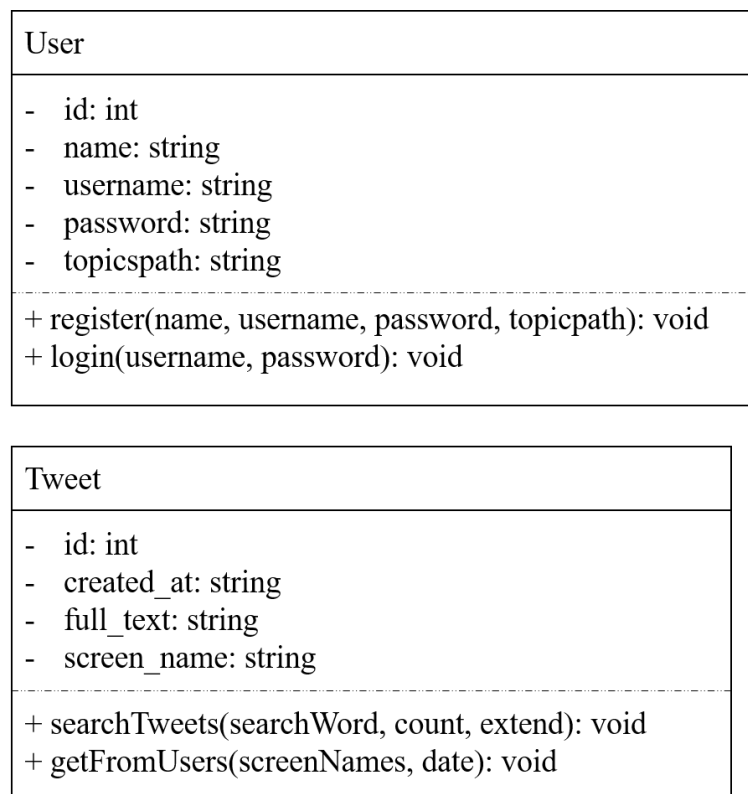 User
- id: int
- name: string
- username: string
- password: string
- topicspath: string
+ register(name, username, password, topicpath): void
+ login(username, password): void
Tweet
- id: int
- created_at: string
- full_text: string
- screen_name: string
+ searchTweets(searchWord, count, extend): void
+ getFromUsers(screenNames, date): void